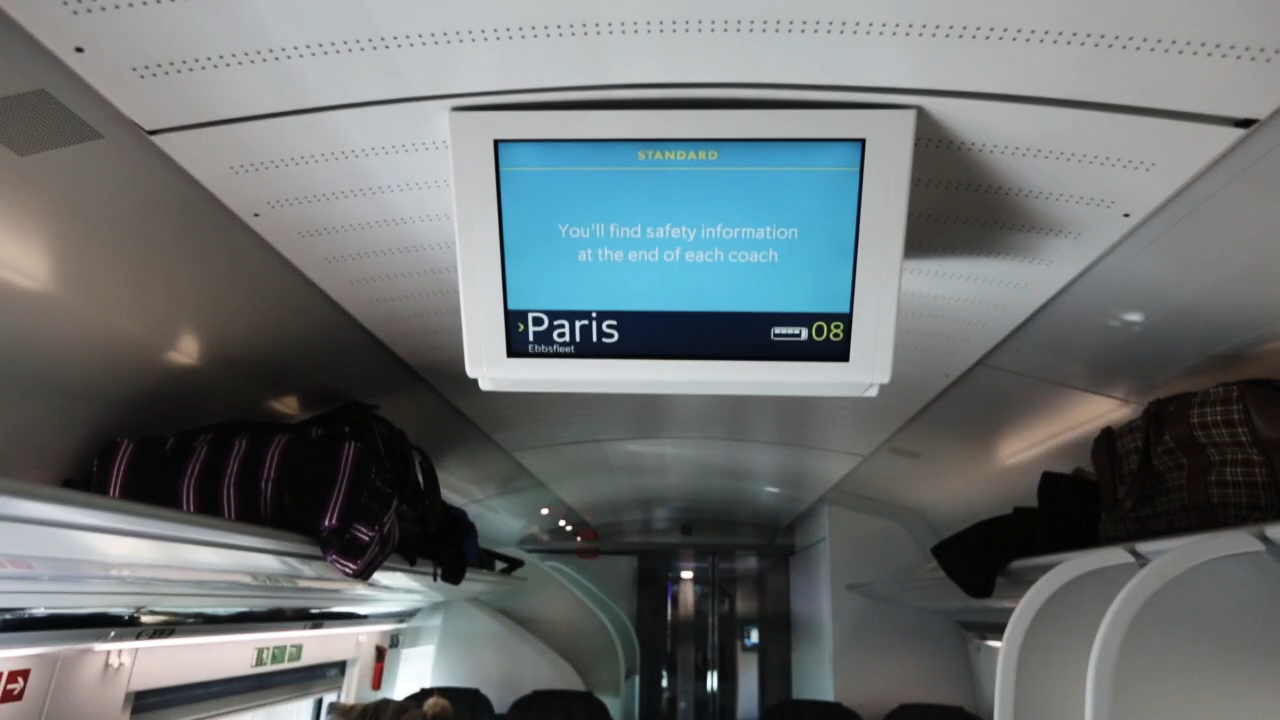 STANDARD
You'll find safety information
at the end of each coach
›Paris
Ebbsfleet
08